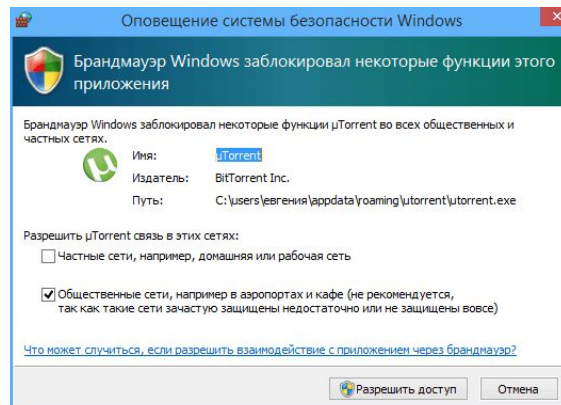 Оповещение системы безопасности Windows
Брандмауэр Windows заблокировал некоторые функции этого
приложения
Брандмауэр Windows заблокировал некоторые функции µTorrent во всех общественных и
частных сетях.
Имя: µTorrent
Издатель: BitTorrent Inc.
Путь: C:\users\евгения\appdata\roaming\utorrent\utorrent.exe
Разрешить µTorrent связь в этих сетях:
Частные сети, например, домашняя или рабочая сеть
Общественные сети, например в аэропортах и кафе (не рекомендуется,
так как такие сети зачастую защищены недостаточно или не защищены вовсе)
Что может случиться, если разрешить взаимодействие с приложением через брандмауэр?
Разрешить доступ Отмена